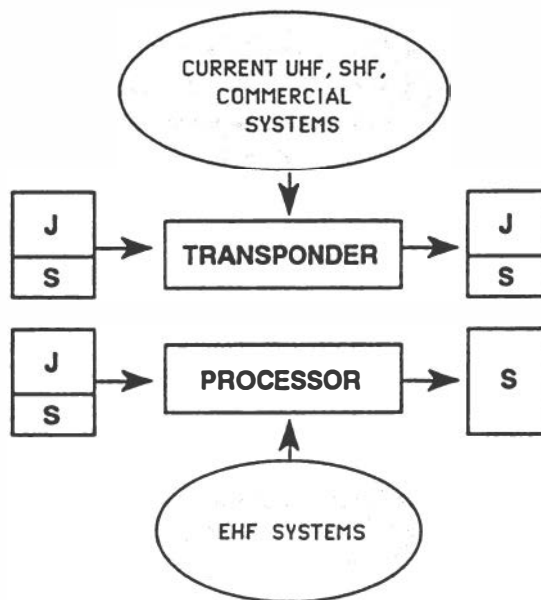 CURRENT UHF, SHF,
COMMERCIAL
SYSTEMS
J
S
TRANSPONDER
J
S
J
S
PROCESSOR
S
EHF SYSTEMS